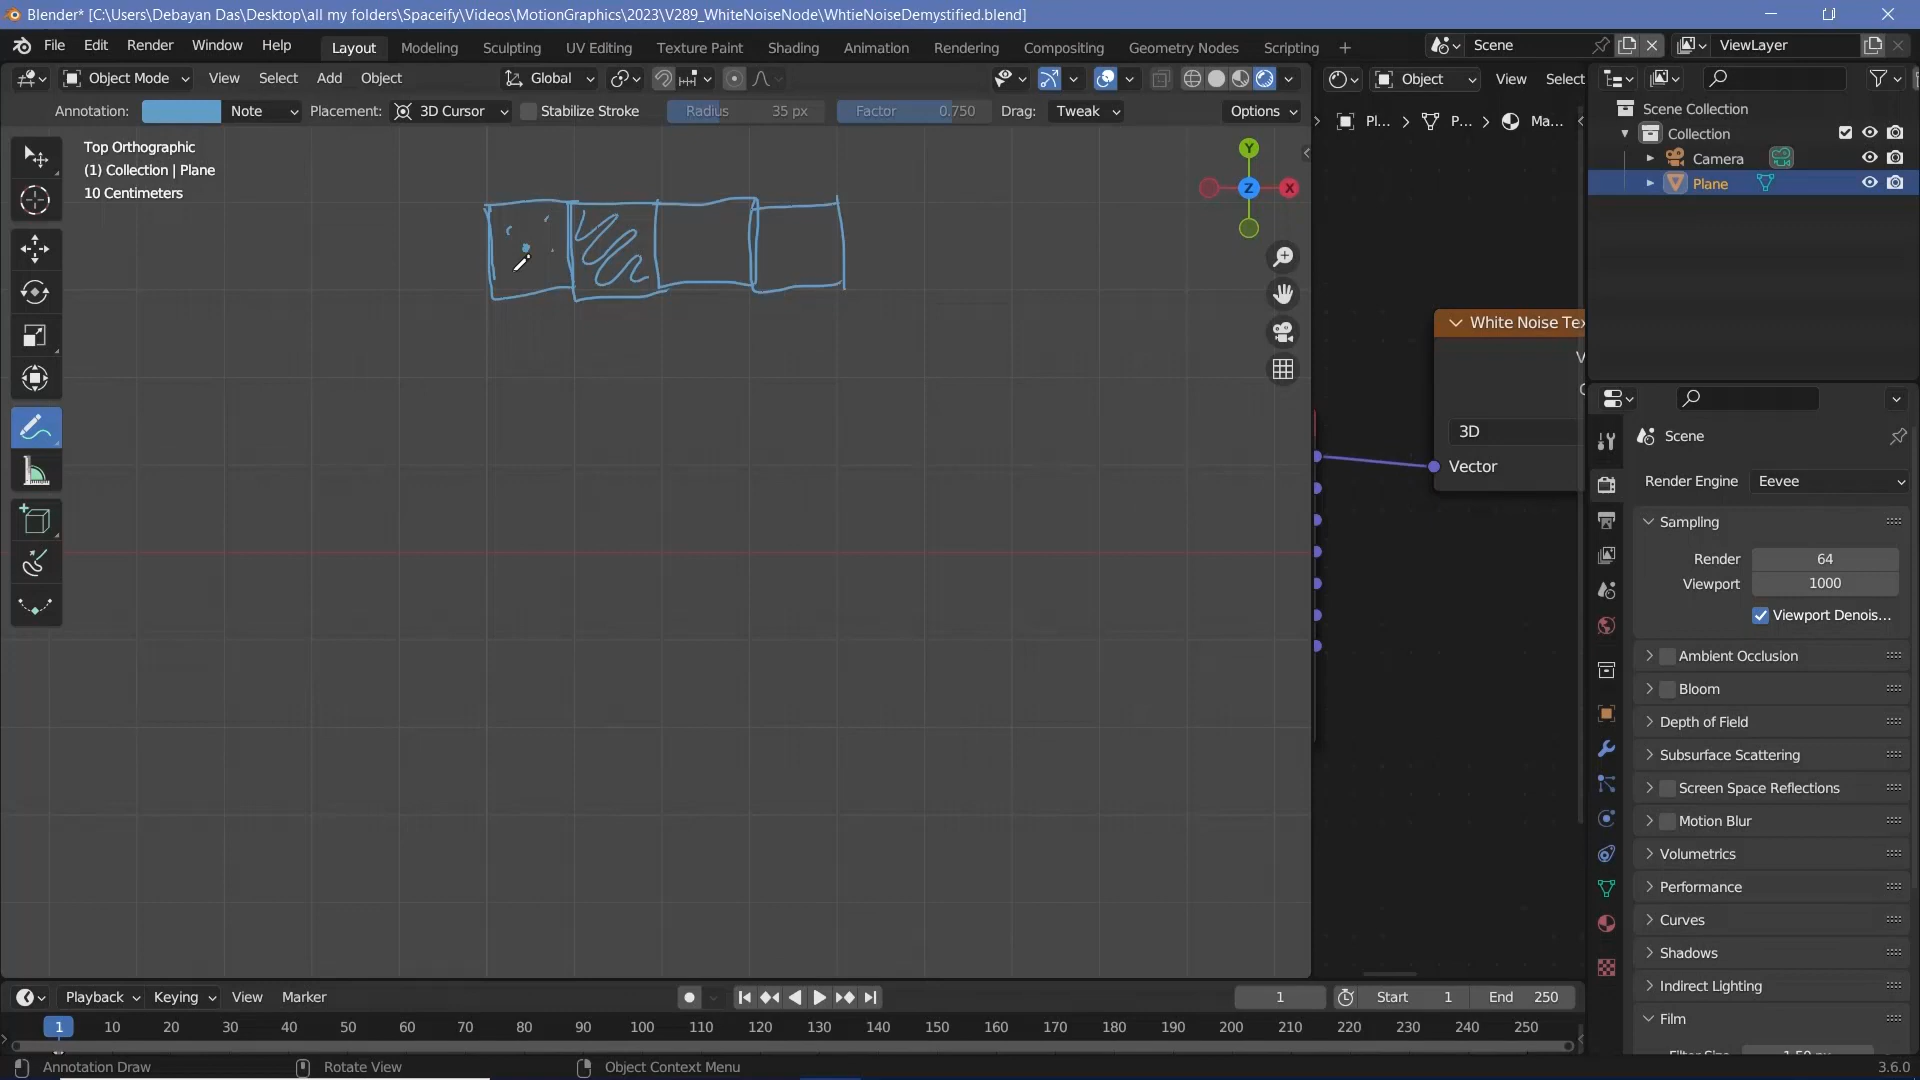 Blender* [C:\Users\Debayan Das\Desktop\all my folders\Spaceify\Videos\MotionGraphics\2023\V289_WhiteNoiseNode\WhtieNoiseDemystified.blend]
File Edit Render Window Help Layout Modeling Sculpting UV Editing Texture Paint Shading Animation Rendering Compositing Geometry Nodes Scripting + Scene ViewLayer
Object Mode View Select Add Object Global Object View Select
Annotation: Note Placement: 3D Cursor Stabilize Stroke Radius 35 px Factor 0.750 Drag: Tweak Options
Pl... P... Ma...
Scene Collection
Collection
Camera
Plane
Top Orthographic
(1) Collection | Plane
10 Centimeters
Y
Z X
White Noise Tex
3D
Vector
Scene
Render Engine Eevee
Sampling
Render 64
Viewport 1000
Viewport Denois...
Ambient Occlusion
Bloom
Depth of Field
Subsurface Scattering
Screen Space Reflections
Motion Blur
Volumetrics
Performance
Curves
Shadows
Indirect Lighting
Film
Playback Keying View Marker 1 Start 1 End 250
1 10 20 30 40 50 60 70 80 90 100 110 120 130 140 150 160 170 180 190 200 210 220 230 240 250
Annotation Draw Rotate View Object Context Menu 3.6.0